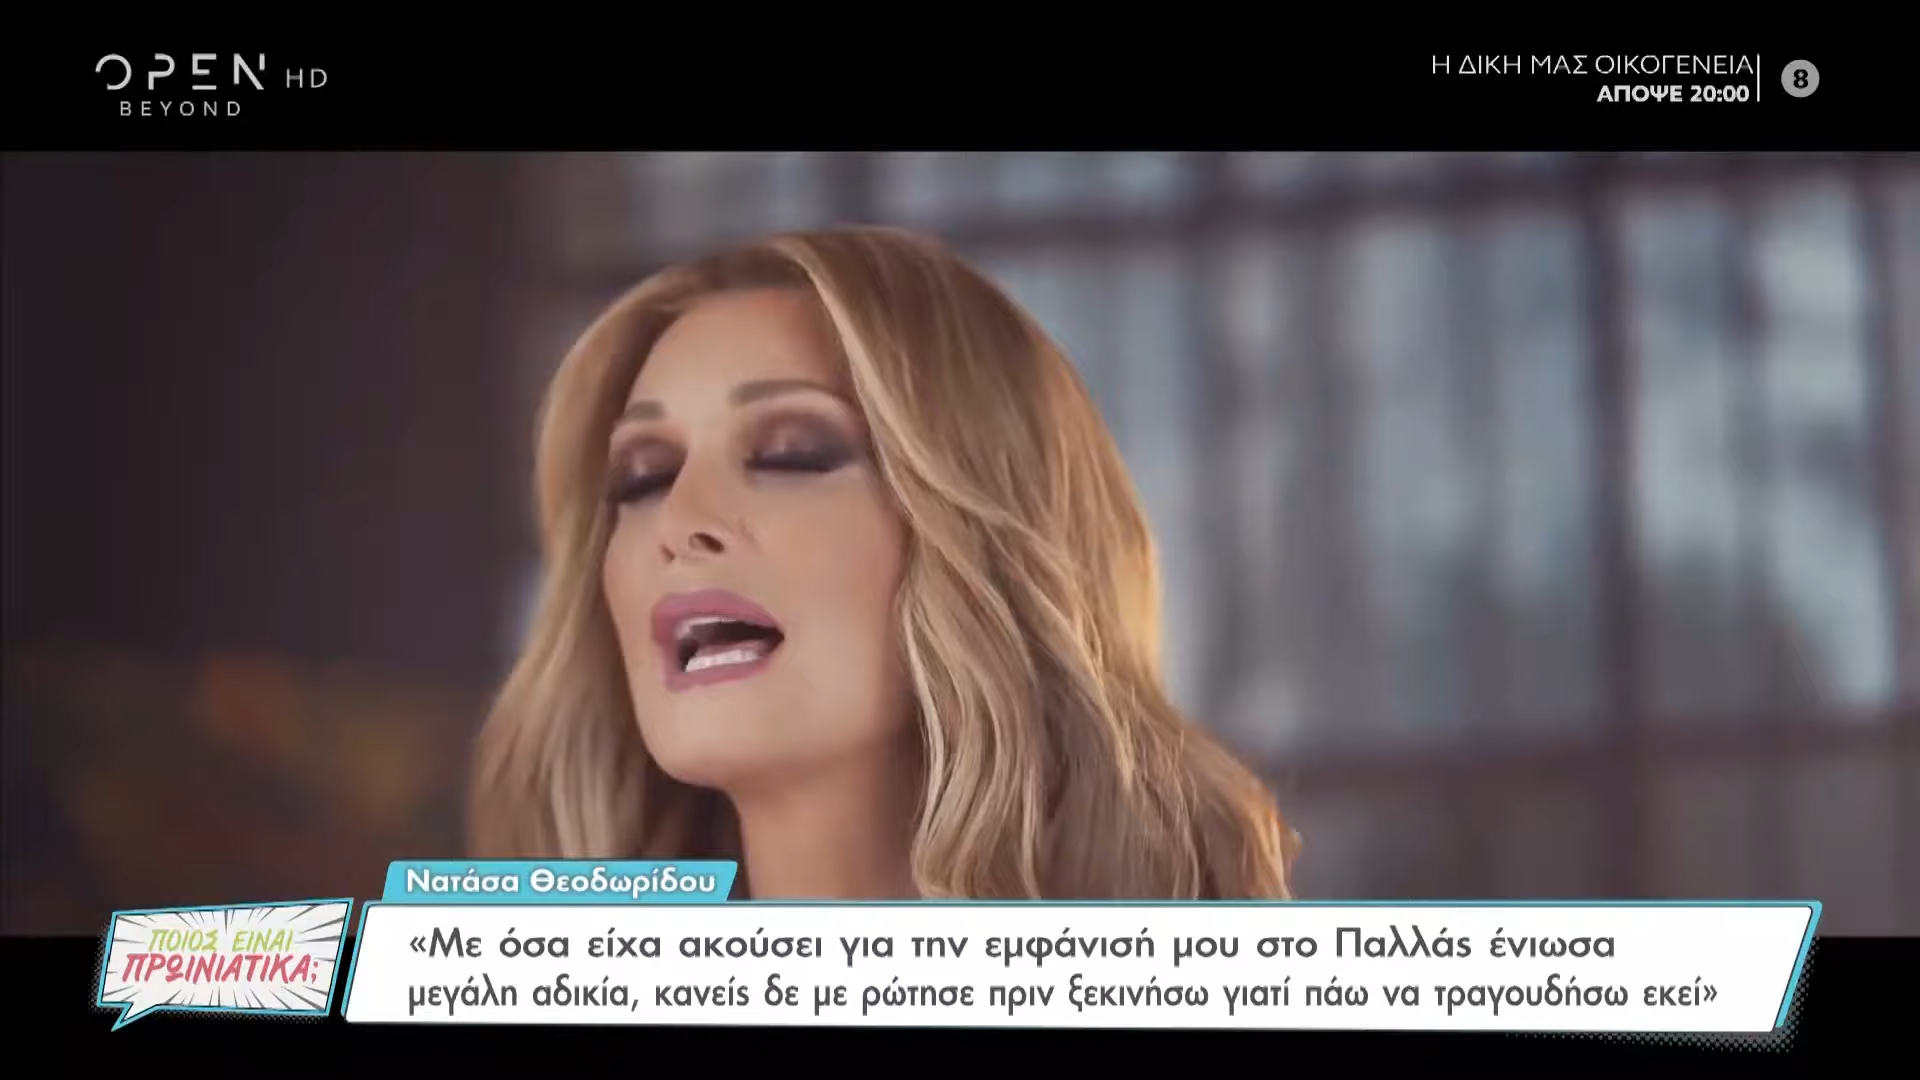 OPEN HD
BEYOND
Η ΔΙΚΗ ΜΑΣ ΟΙΚΟΓΕΝΕΙΑ
ΑΠΟΨΕ 20:00
8
Νατάσα Θεοδωρίδου
ΠΟΙΟΣ ΕΙΝΑΙ
ΠΡΩΙΝΙΑΤΙΚΑ;
«Με όσα είχα ακούσει για την εμφάνισή μου στο Παλλάς ένιωσα
μεγάλη αδικία, κανείς δε με ρώτησε πριν ξεκινήσω γιατί πάω να τραγουδήσω εκεί»